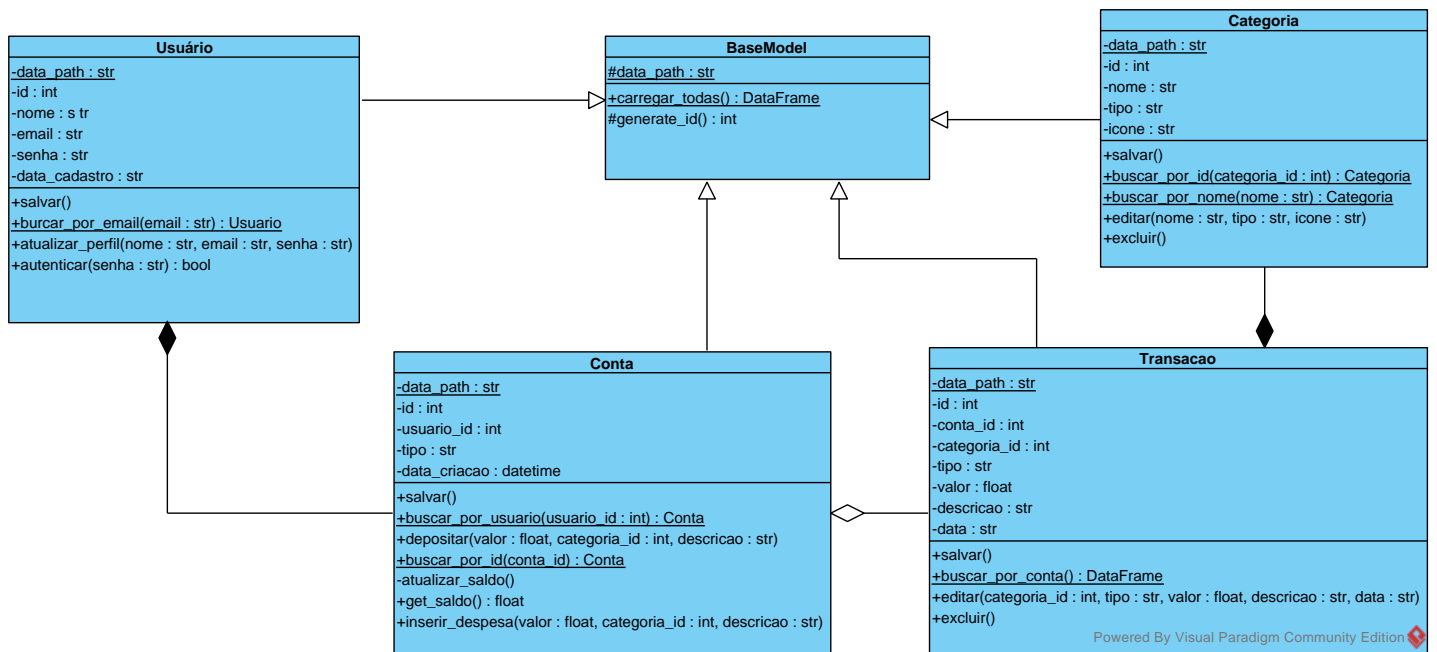 Usuário
-data_path : str
-id : int
-nome : s tr
-email : str
-senha : str
-data_cadastro : str
+salvar()
+burcar_por_email(email : str) : Usuario
+atualizar_perfil(nome : str, email : str, senha : str)
+autenticar(senha : str) : bool
BaseModel
#data_path : str
+carregar_todas() : DataFrame
#generate_id() : int
Categoria
-data_path : str
-id : int
-nome : str
-tipo : str
-icone : str
+salvar()
+buscar_por_id(categoria_id : int) : Categoria
+buscar_por_nome(nome : str) : Categoria
+editar(nome : str, tipo : str, icone : str)
+excluir()
Conta
-data_path : str
-id : int
-usuario_id : int
-tipo : str
-data_criacao : datetime
+salvar()
+buscar_por_usuario(usuario_id : int) : Conta
+depositar(valor : float, categoria_id : int, descricao : str)
+buscar_por_id(conta_id) : Conta
-atualizar_saldo()
+get_saldo() : float
+inserir_despesa(valor : float, categoria_id : int, descricao : str)
Transacao
-data_path : str
-id : int
-conta_id : int
-categoria_id : int
-tipo : str
-valor : float
-descricao : str
-data : str
+salvar()
+buscar_por_conta() : DataFrame
+editar(categoria_id : int, tipo : str, valor : float, descricao : str, data : str)
+excluir()
Powered By Visual Paradigm Community Edition